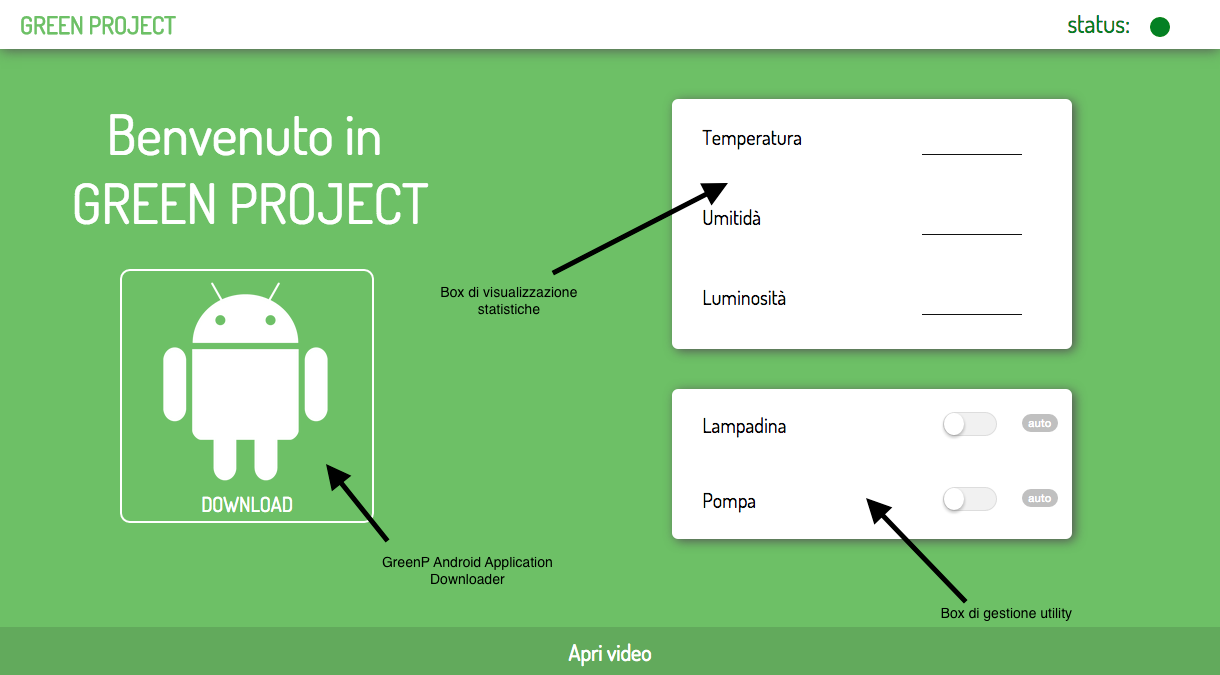 GREEN PROJECT
status:
Benvenuto in
GREEN PROJECT
DOWNLOAD
GreenP Android Application
Downloader
Box di visualizzazione
statistiche
Temperatura
Umitidà
Luminosità
Lampadina
auto
Pompa
auto
Box di gestione utility
Apri video